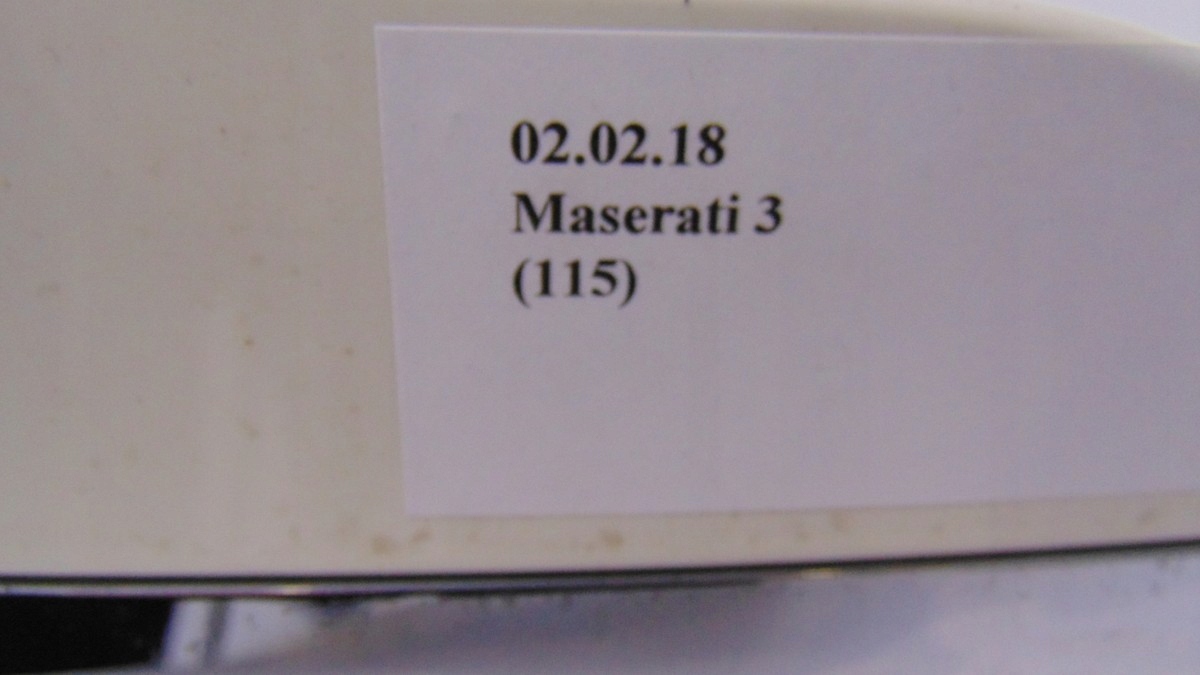 02.02.18
Maserati 3
(115)